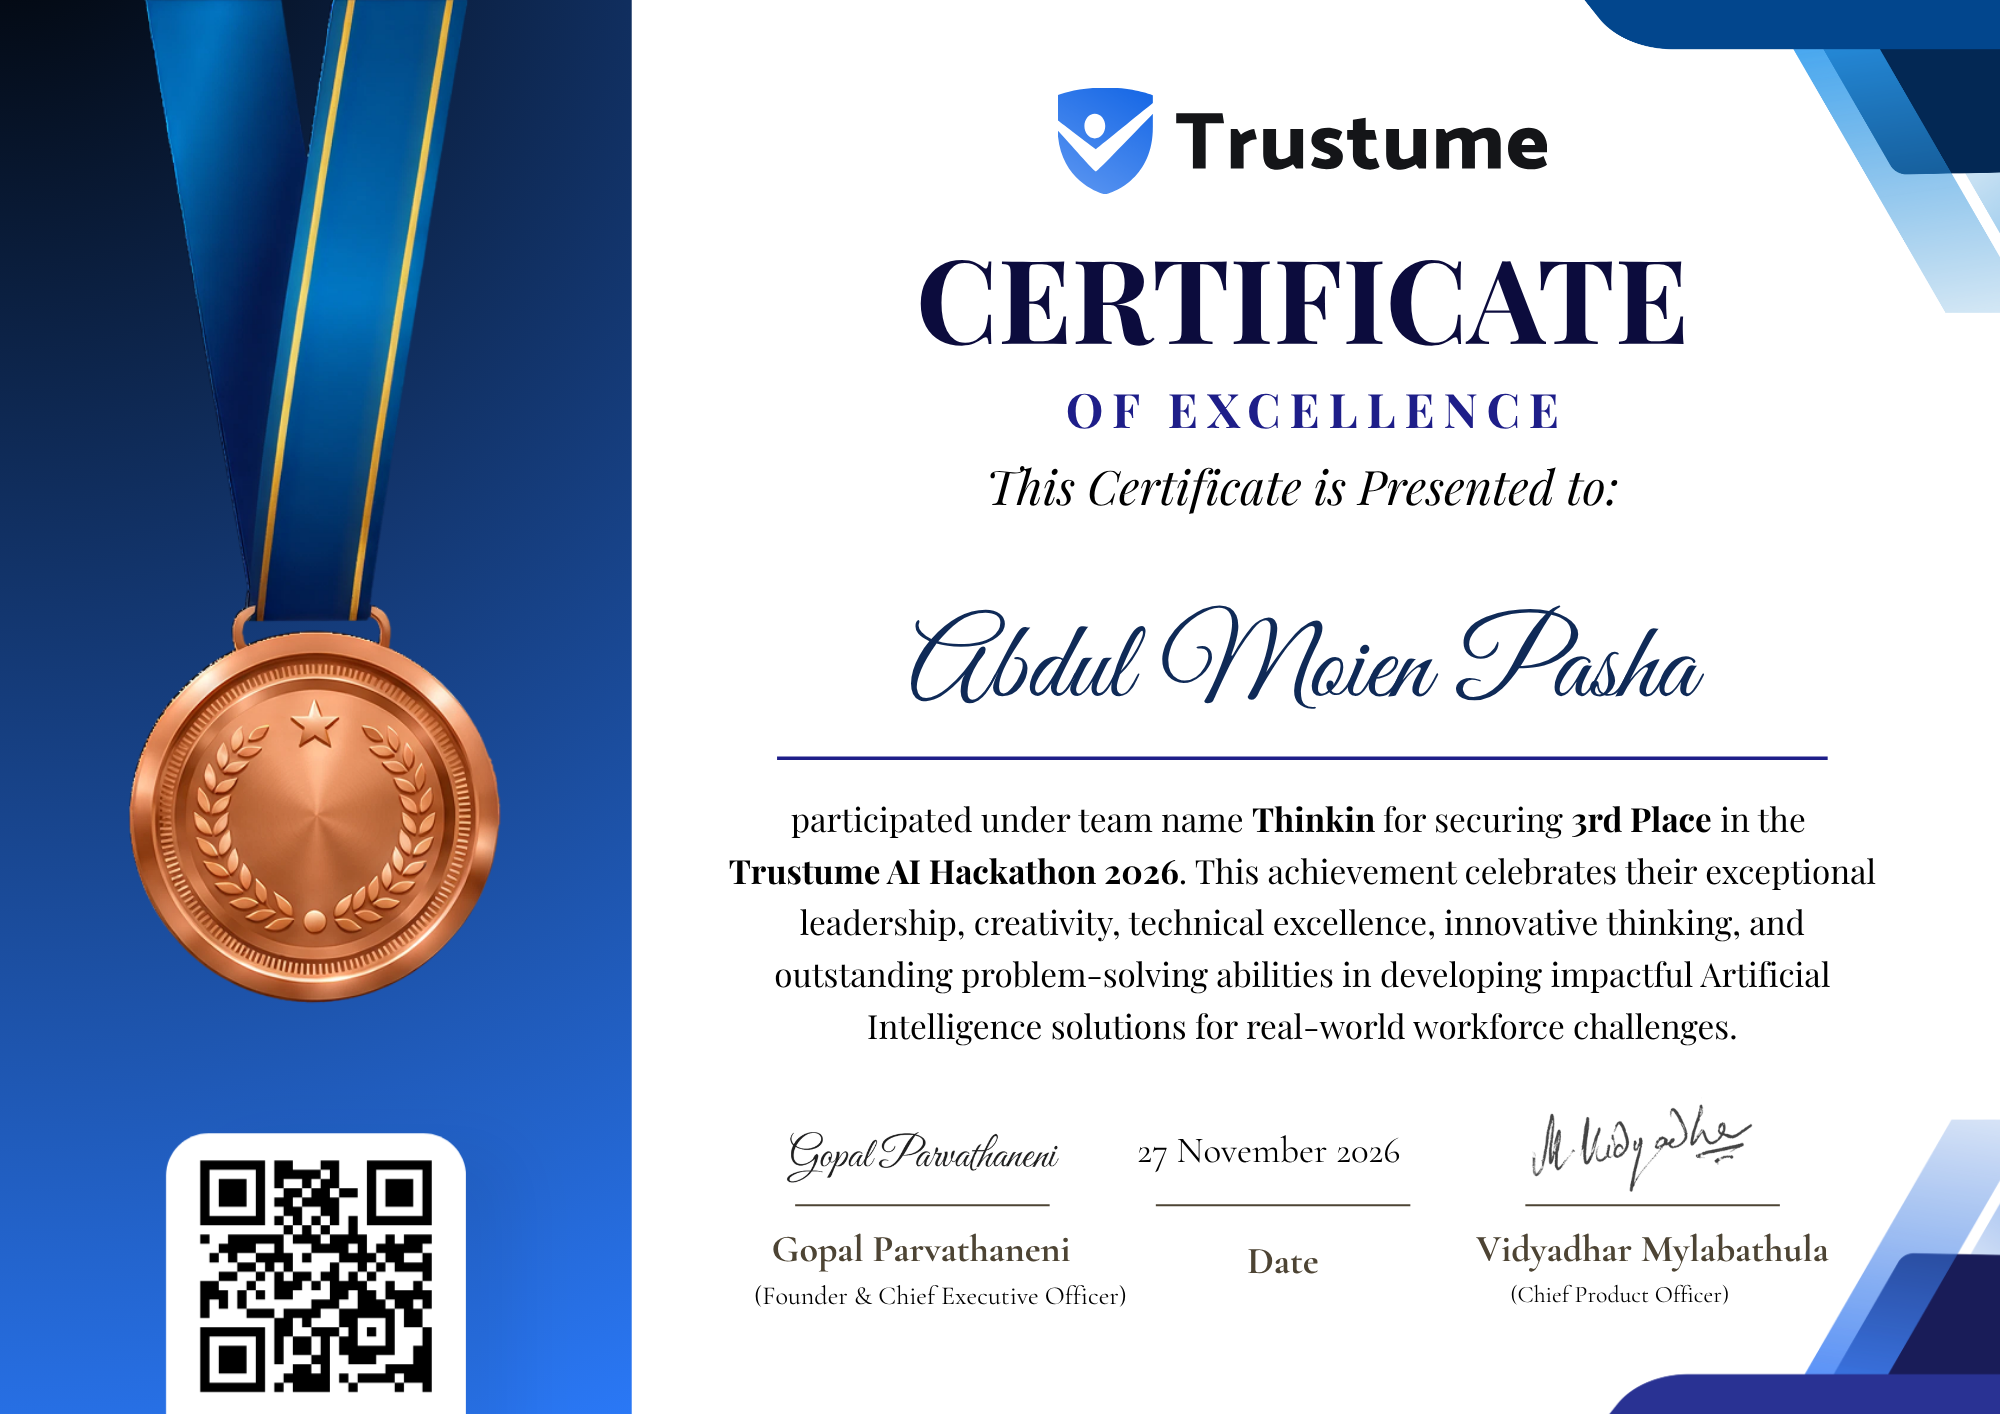 Trustume
CERTIFICATE
OF EXCELLENCE
This Certificate is Presented to:
Abdul Moien Pasha
participated under team name Thinkin for securing 3rd Place in the
Trustume AI Hackathon 2026. This achievement celebrates their exceptional
leadership, creativity, technical excellence, innovative thinking, and
outstanding problem-solving abilities in developing impactful Artificial
Intelligence solutions for real-world workforce challenges.
Gopal Parvathaneni
27 November 2026
M. Vidyadhar
Gopal Parvathaneni
Date
Vidyadhar Mylabathula
(Founder & Chief Executive Officer)
(Chief Product Officer)